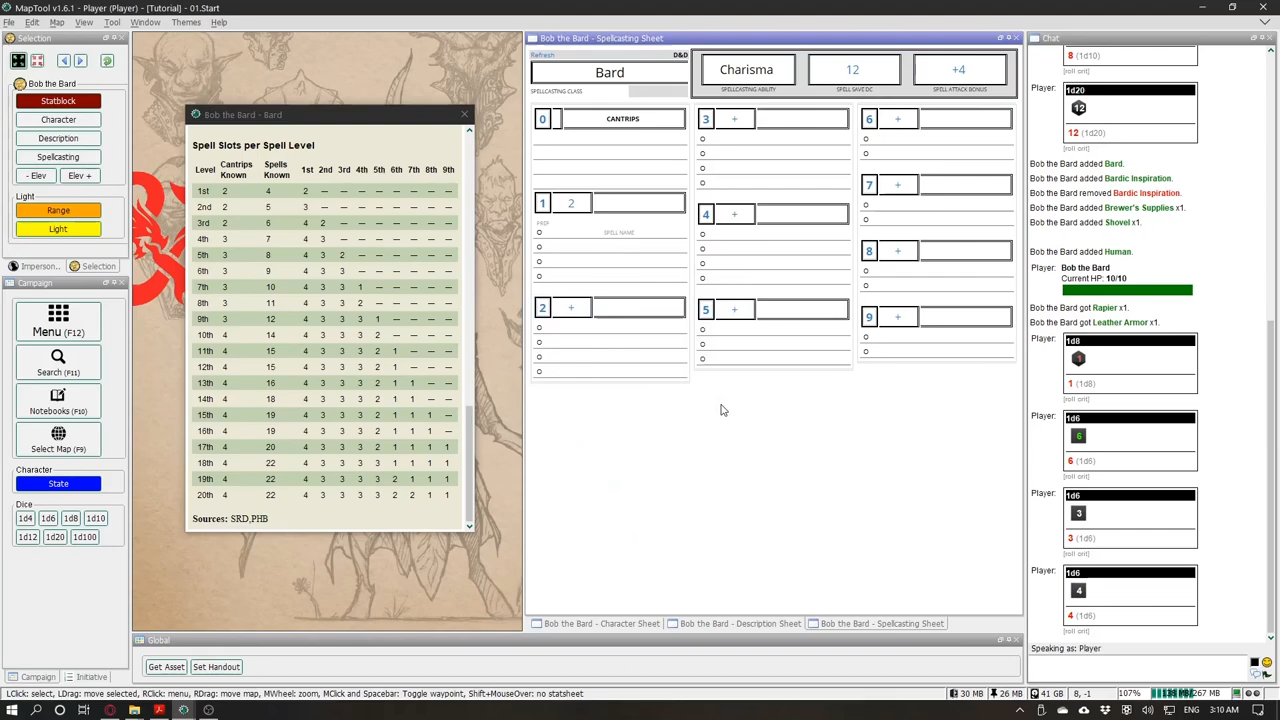 MapTool v1.6.1 - Player (Player) - [Tutorial] - 01.Start
File Edit Map View Tool Window Themes Help
Selection
Bob the Bard
Statblock
Character
Description
Spellcasting
- Elev Elev +
Light
Range
Light
Imperson... Selection
Campaign
Menu (F12)
Search (F11)
Notebooks (F10)
Select Map (F9)
Character
State
Dice
1d4 1d6 1d8 1d10
1d12 1d20 1d100
Campaign Initiative
Bob the Bard - Bard
Spell Slots per Spell Level
Level Cantrips Known Spells Known 1st 2nd 3rd 4th 5th 6th 7th 8th 9th
1st 2 4 2 — — — — — — — —
2nd 2 5 3 — — — — — — — —
3rd 2 6 4 2 — — — — — — —
4th 3 7 4 3 — — — — — — —
5th 3 8 4 3 2 — — — — — —
6th 3 9 4 3 3 — — — — — —
7th 3 10 4 3 3 1 — — — — —
8th 3 11 4 3 3 2 — — — — —
9th 3 12 4 3 3 3 1 — — — —
10th 4 14 4 3 3 3 2 — — — —
11th 4 15 4 3 3 3 2 1 — — —
12th 4 15 4 3 3 3 2 1 — — —
13th 4 16 4 3 3 3 2 1 1 — —
14th 4 18 4 3 3 3 2 1 1 — —
15th 4 19 4 3 3 3 2 1 1 1 —
16th 4 19 4 3 3 3 2 1 1 1 —
17th 4 20 4 3 3 3 2 1 1 1 1
18th 4 22 4 3 3 3 3 1 1 1 1
19th 4 22 4 3 3 3 3 2 1 1 1
20th 4 22 4 3 3 3 3 2 2 1 1
Sources: SRD,PHB
Bob the Bard - Spellcasting Sheet
Refresh D&D
Bard
SPELLCASTING CLASS
Charisma 12 +4
SPELLCASTING ABILITY SPELL SAVE DC SPELL ATTACK BONUS
0 CANTRIPS
1 2
PREP
SPELL NAME
2 +
3 +
4 +
5 +
6 +
7 +
8 +
9 +
Bob the Bard - Character Sheet Bob the Bard - Description Sheet Bob the Bard - Spellcasting Sheet
Global
Get Asset Set Handout
Chat
8 (1d10)
[roll crit]
Player: 1d20
12
12 (1d20)
[roll crit]
Bob the Bard added Bard.
Bob the Bard added Bardic Inspiration.
Bob the Bard removed Bardic Inspiration.
Bob the Bard added Brewer's Supplies x1.
Bob the Bard added Shovel x1.
Bob the Bard added Human.
Player: Bob the Bard
Current HP: 10/10
Bob the Bard got Rapier x1.
Bob the Bard got Leather Armor x1.
Player: 1d8
1
1 (1d8)
[roll crit]
Player: 1d6
6
6 (1d6)
[roll crit]
Player: 1d6
3
3 (1d6)
[roll crit]
Player: 1d6
4
4 (1d6)
[roll crit]
Speaking as: Player
LClick: select, LDrag: move selected, RClick: menu, RDrag: move map, MWheel: zoom, MClick and Spacebar: Toggle waypoint, Shift+MouseOver: no statsheet
30 MB 26 MB 41 GB 8, -1 107%
ENG 3:10 AM